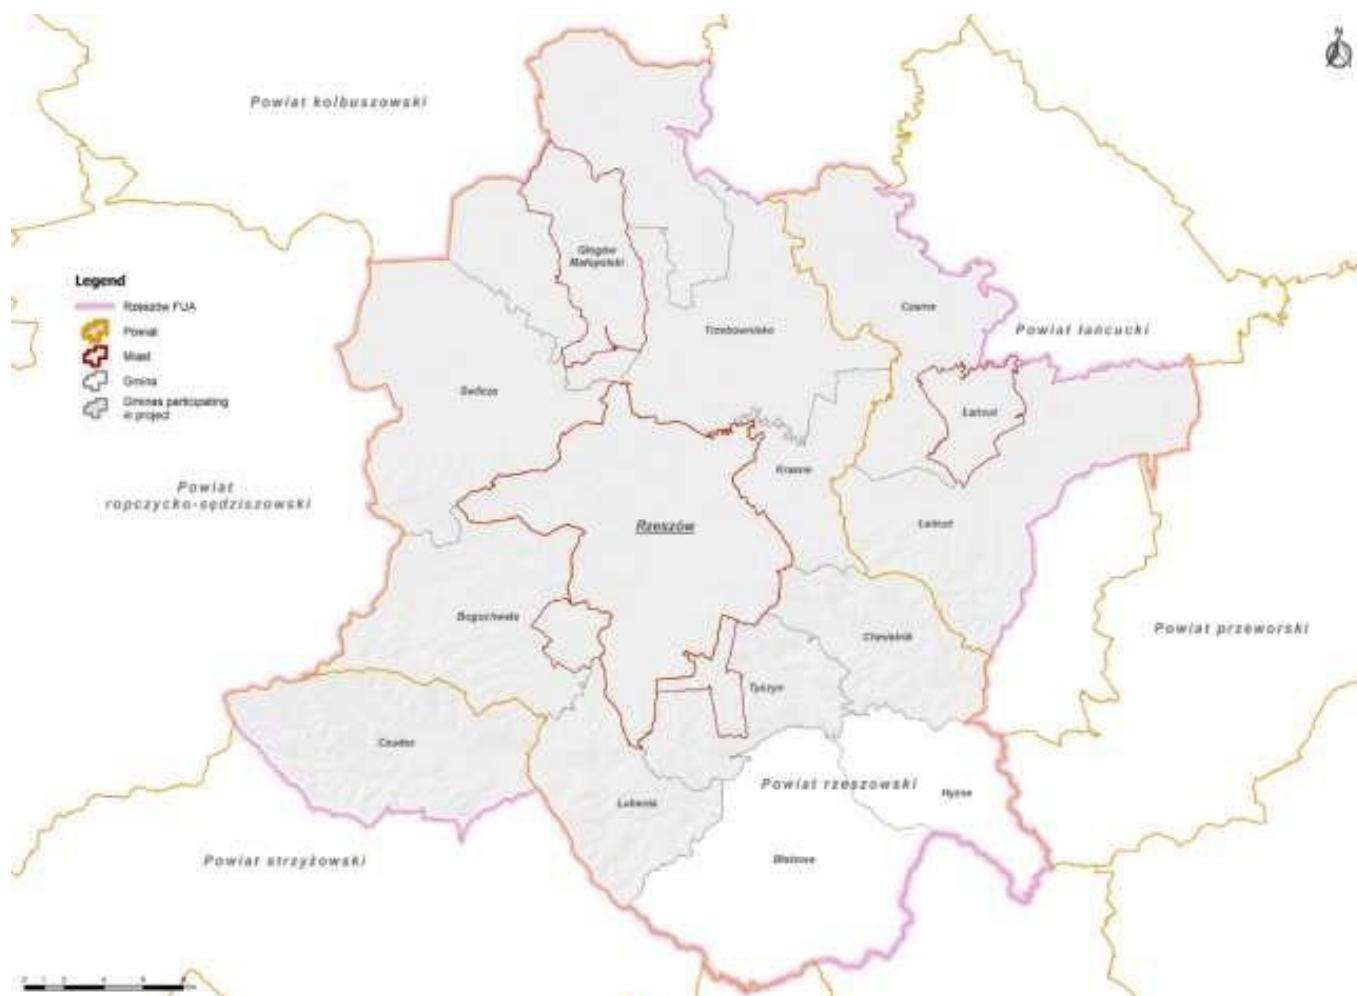 N
Powiat kolbuszowski
Głogów
Małopolski
Legend
Rzeszów FUA
Powiat
Miast
Gmina
Gminas participating
in project
Czarna
Trzebownisko
Powiat łańcucki
Świlcza
Łańcut
Krasne
Powiat
ropczycko-sędziszowski
Rzeszów
Łańcut
Boguchwała
Chmielnik
Powiat przeworski
Tyczyn
Czudec
Powiat rzeszowski
Hyżne
Lubenia
Powiat strzyżowski
Błażowa